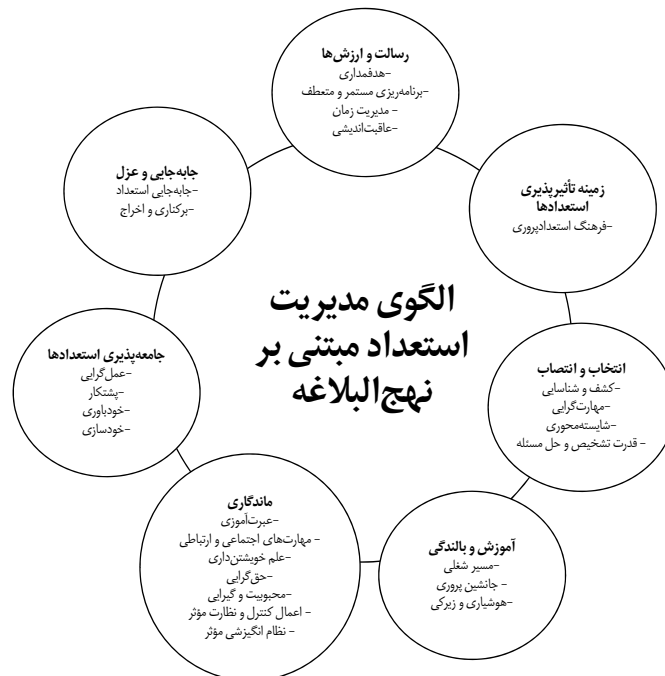 رسالت و ارزش‌ها
-هدفمداری
-برنامه‌ریزی مستمر و متعطف
- مدیریت زمان
-عاقبت‌اندیشی
زمینه تأثیرپذیری
استعدادها
-فرهنگ استعدادپروری
انتخاب و انتصاب
-کشف و شناسایی
-مهارت‌گرایی
-شایسته‌محوری
- قدرت تشخیص و حل مسئله
آموزش و بالندگی
-مسیر شغلی
- جانشین پروری
-هوشیاری و زیرکی
ماندگاری
-عبرت‌آموزی
- مهارت‌های اجتماعی و ارتباطی
-علم خویشتن‌داری
-حق‌گرایی
-محبوبیت و گیرایی
- اعمال کنترل و نظارت مؤثر
- نظام انگیزشی مؤثر
جامعه‌پذیری استعدادها
-عمل‌گرایی
-پشتکار
-خودباوری
-خودسازی
جابه‌جایی و عزل
-جابه‌جایی استعداد
-برکناری و اخراج
الگوی مدیریت
استعداد مبتنی بر
نهج‌البلاغه